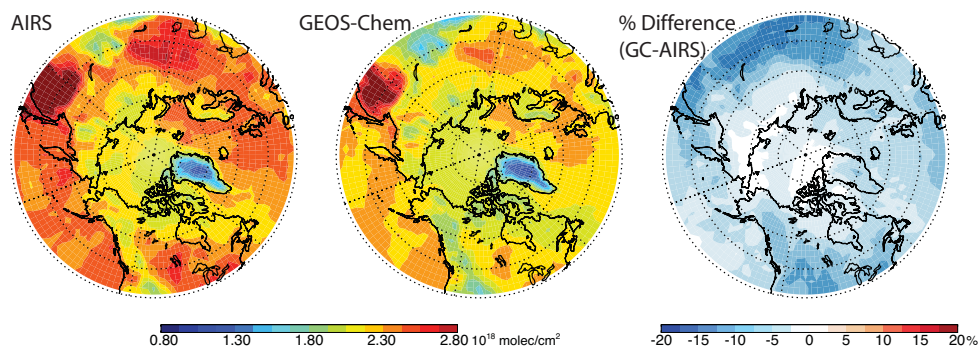 AIRS
GEOS-Chem
% Difference
(GC-AIRS)
0.80 1.30 1.80 2.30 2.80 10¹⁸ molec/cm²
-20 -15 -10 -5 0 5 10 15 20%